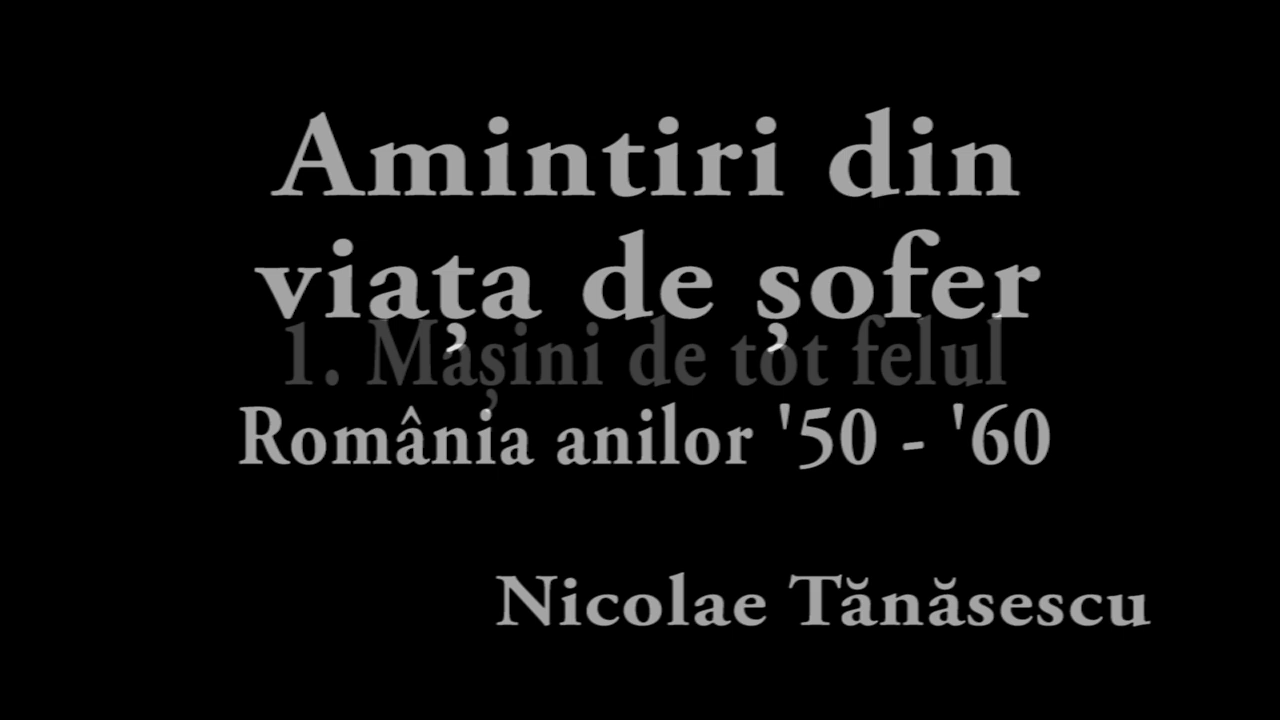 Amintiri din
viața de șofer
1. Mașini de tot felul
România anilor '50 - '60
Nicolae Tănăsescu